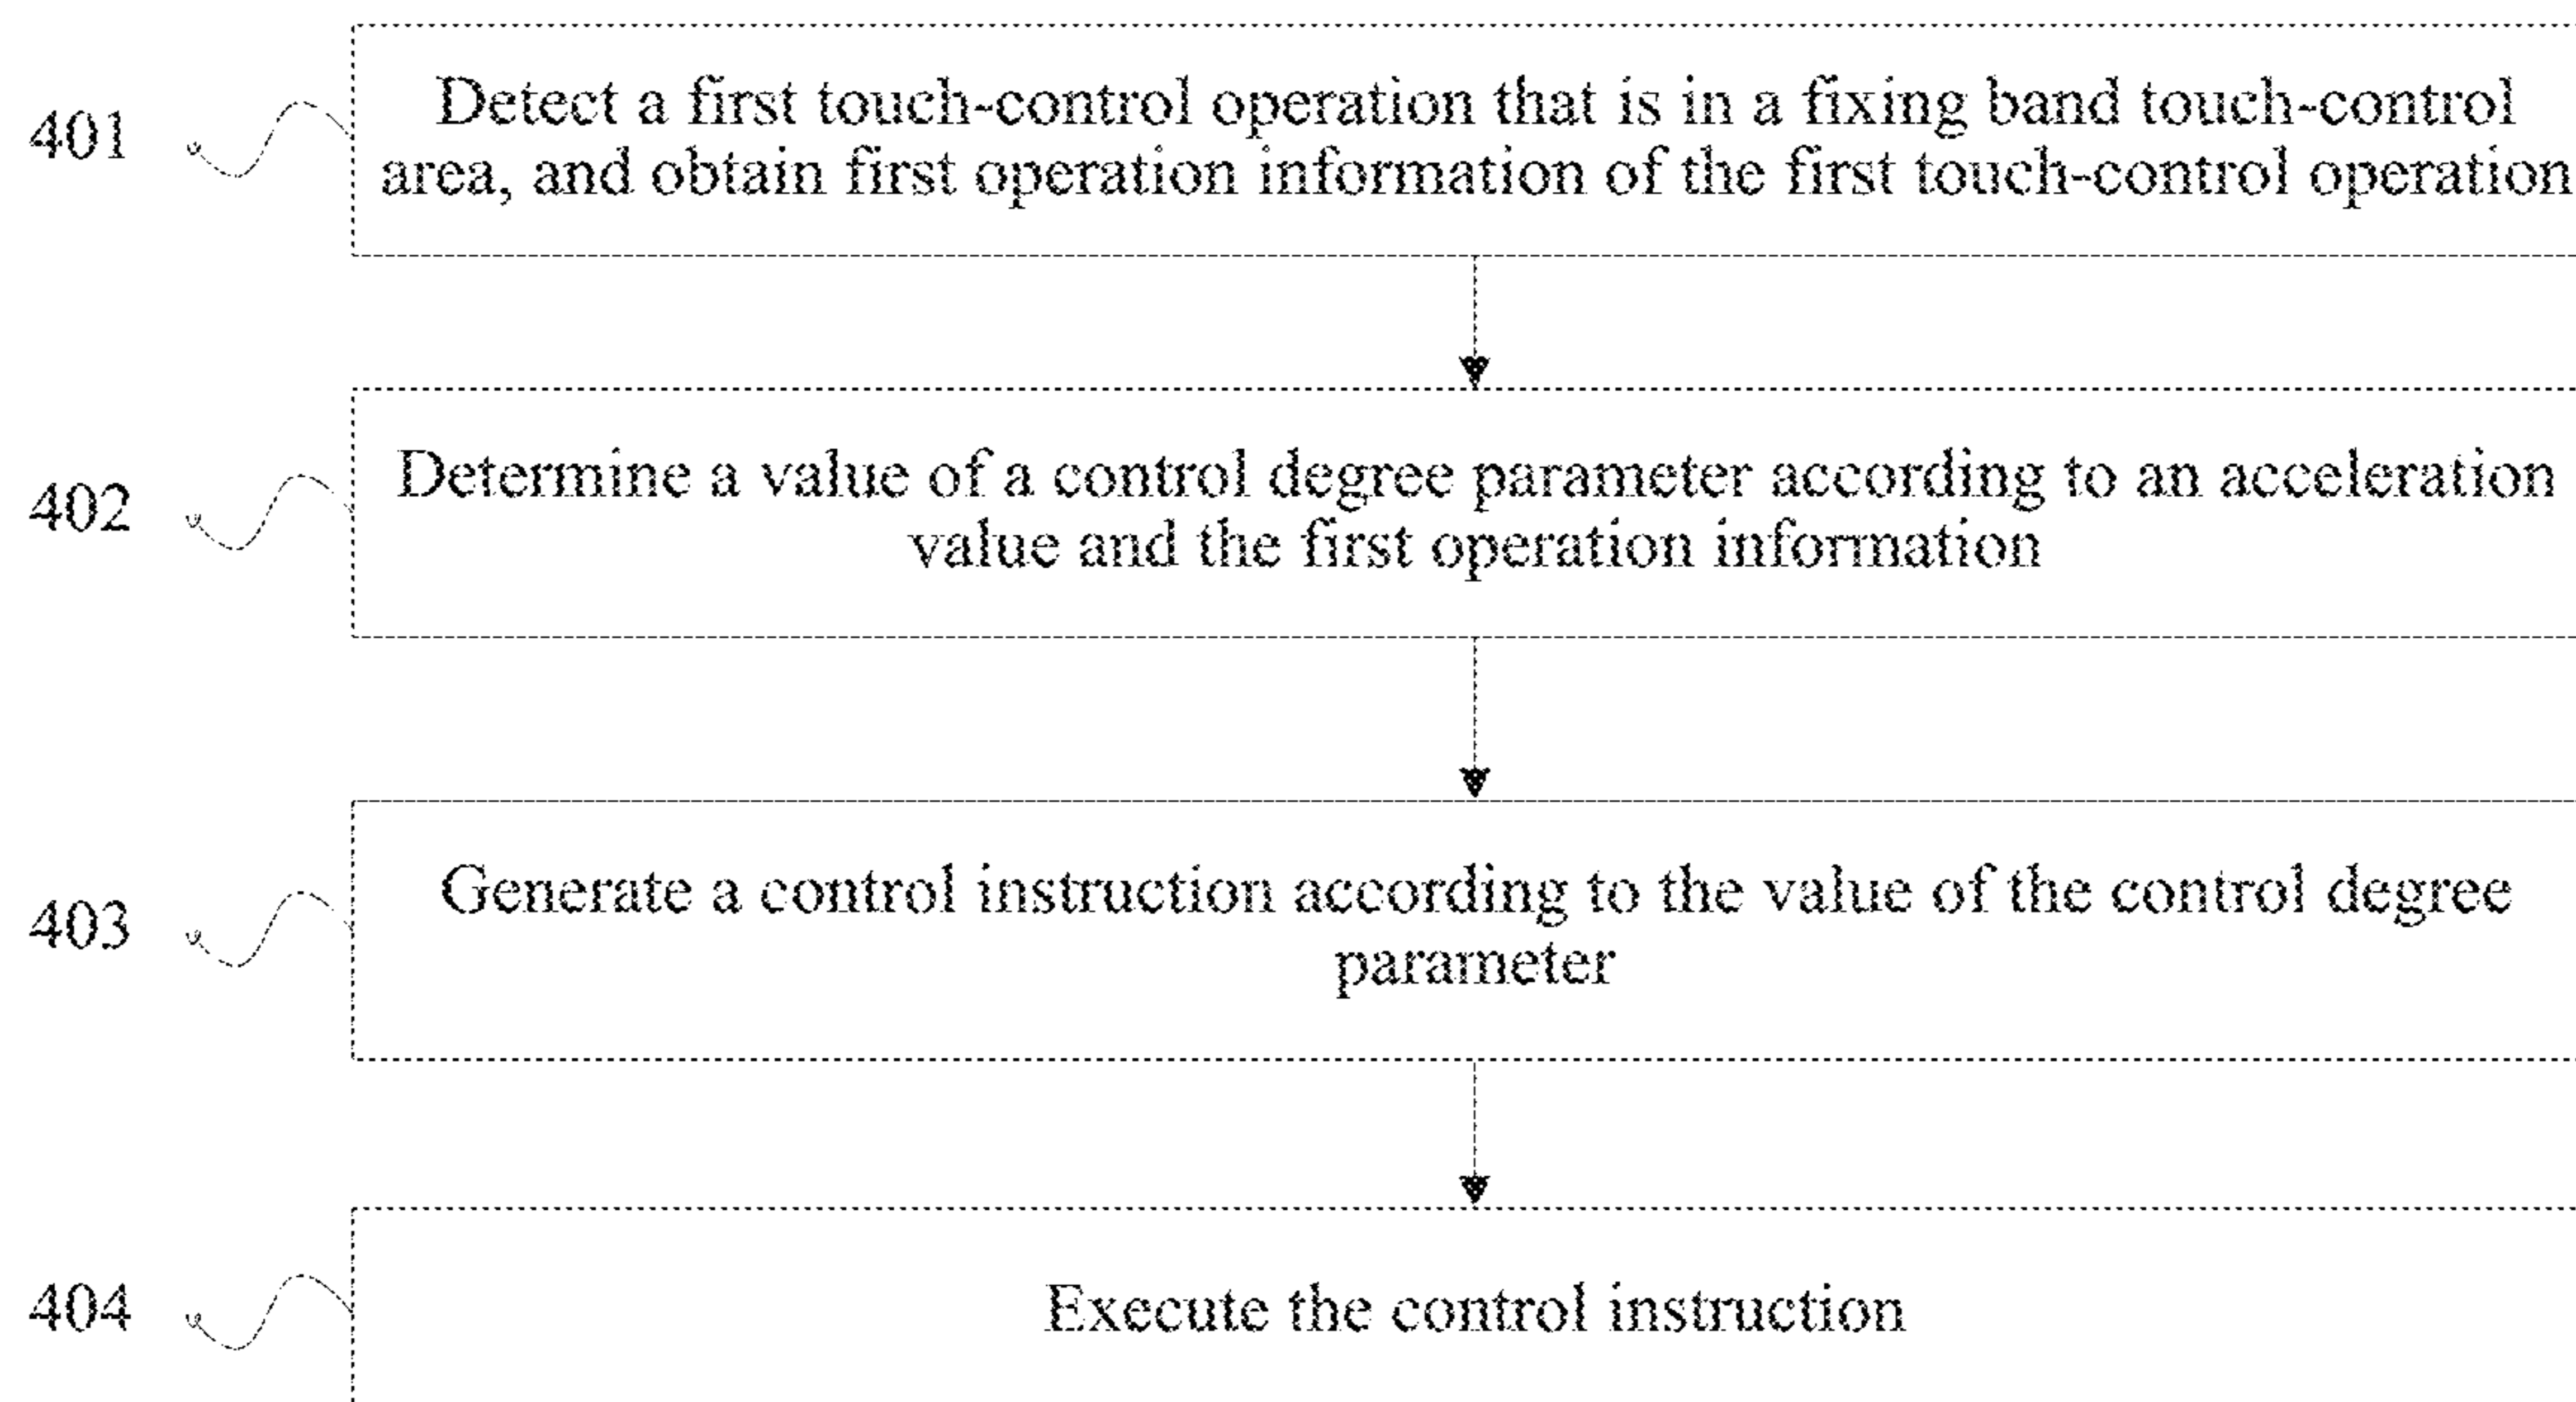 401
Detect a first touch-control operation that is in a fixing band touch-control
area, and obtain first operation information of the first touch-control operation
402
Determine a value of a control degree parameter according to an acceleration
value and the first operation information
403
Generate a control instruction according to the value of the control degree
parameter
404
Execute the control instruction